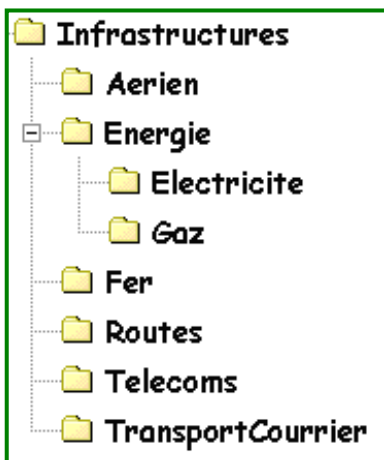 Infrastructures
Aerien
Energie
Electricite
Gaz
Fer
Routes
Telecoms
TransportCourrier